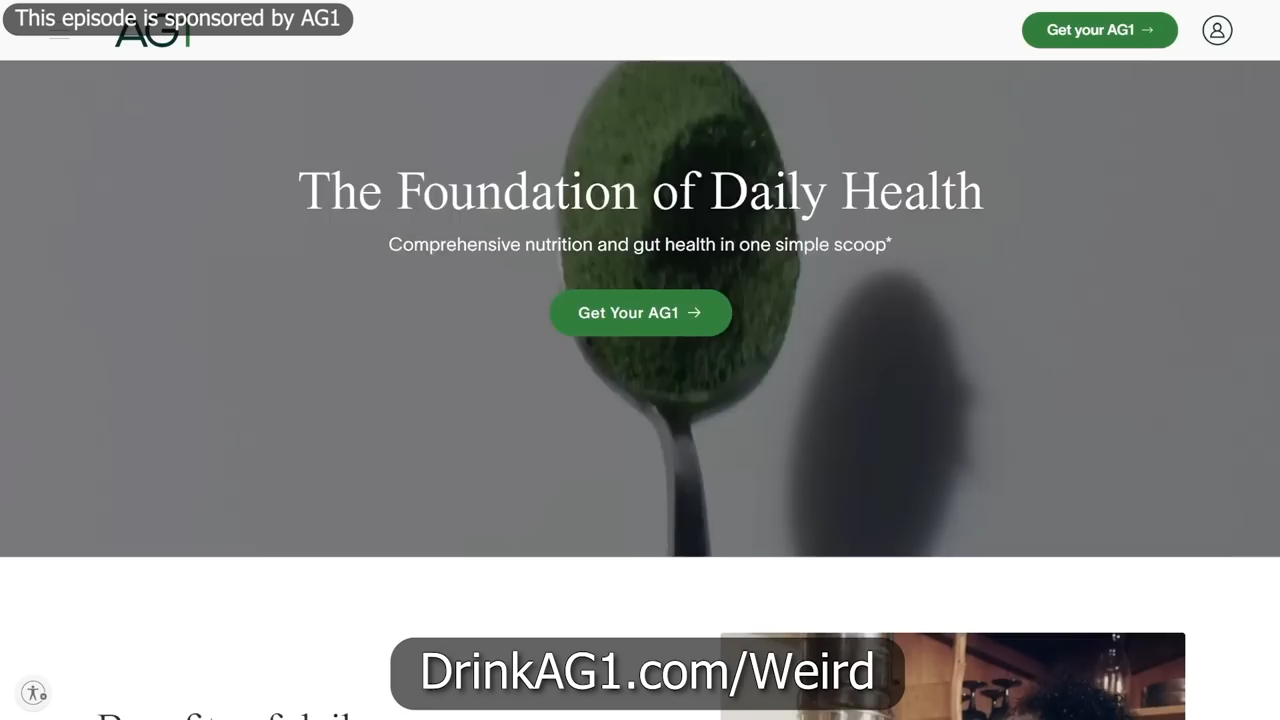 This episode is sponsored by AG1
AG1
Get your AG1 →
The Foundation of Daily Health
Comprehensive nutrition and gut health in one simple scoop*
Get Your AG1 →
DrinkAG1.com/Weird